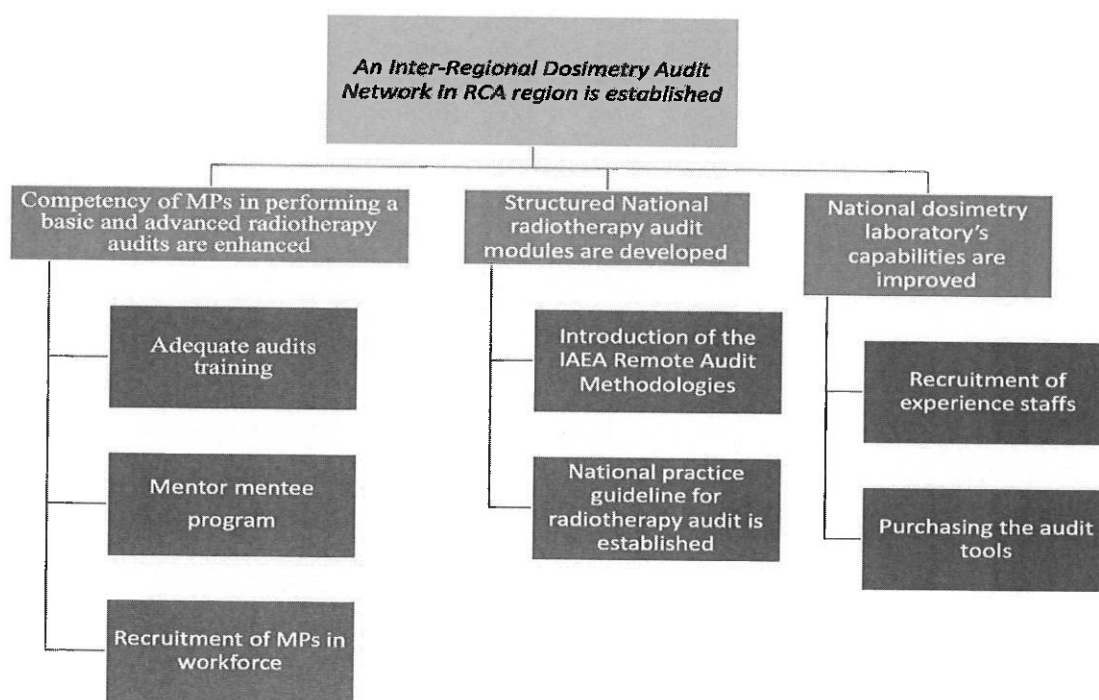 An Inter-Regional Dosimetry Audit
Network in RCA region is established
Competency of MPs in performing a
basic and advanced radiotherapy
audits are enhanced
Adequate audits
training
Mentor mentee
program
Recruitment of MPs in
workforce
Structured National
radiotherapy audit
modules are developed
Introduction of the
IAEA Remote Audit
Methodologies
National practice
guideline for
radiotherapy audit is
established
National dosimetry
laboratory's
capabilities are
improved
Recruitment of
experience staffs
Purchasing the audit
tools